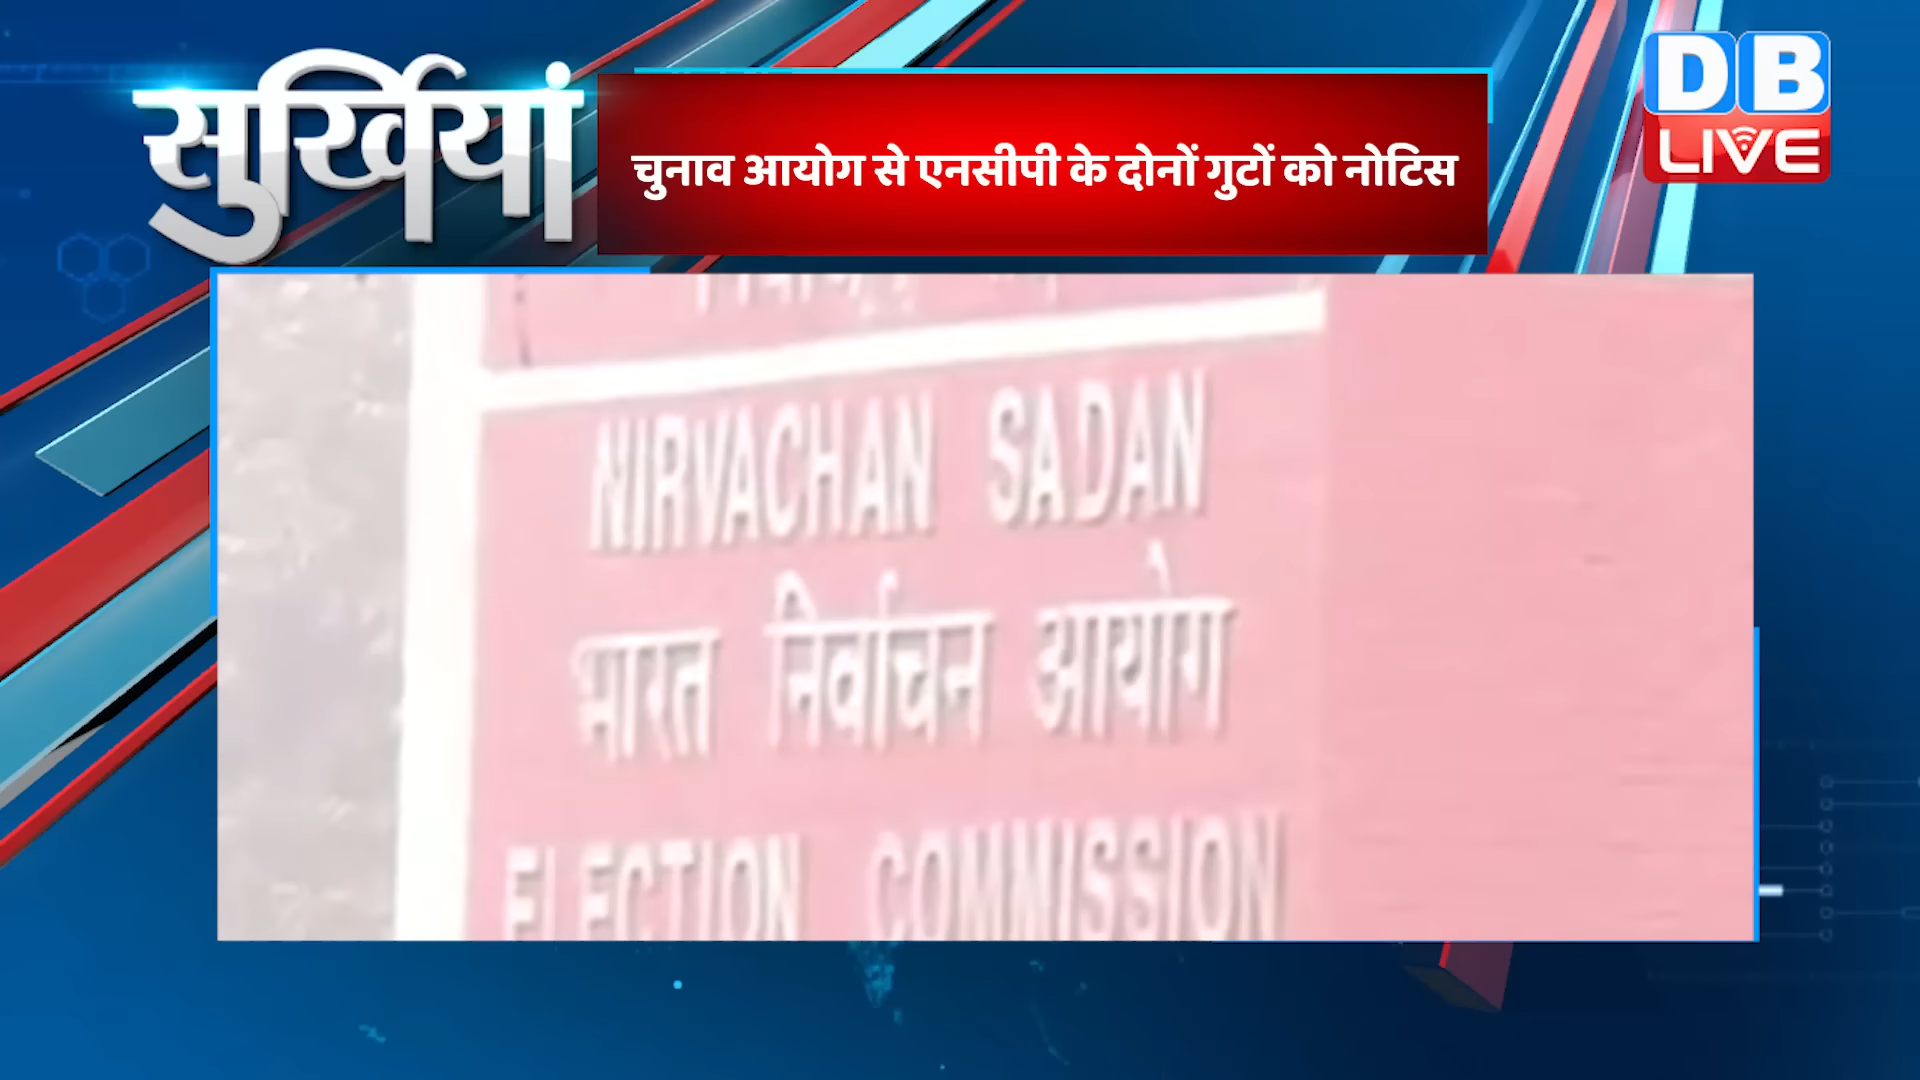 सुर्खियां
चुनाव आयोग से एनसीपी के दोनों गुटों को नोटिस
DB
LIVE
NIRVACHAN SADAN
भारत निर्वाचन आयोग
ELECTION COMMISSION